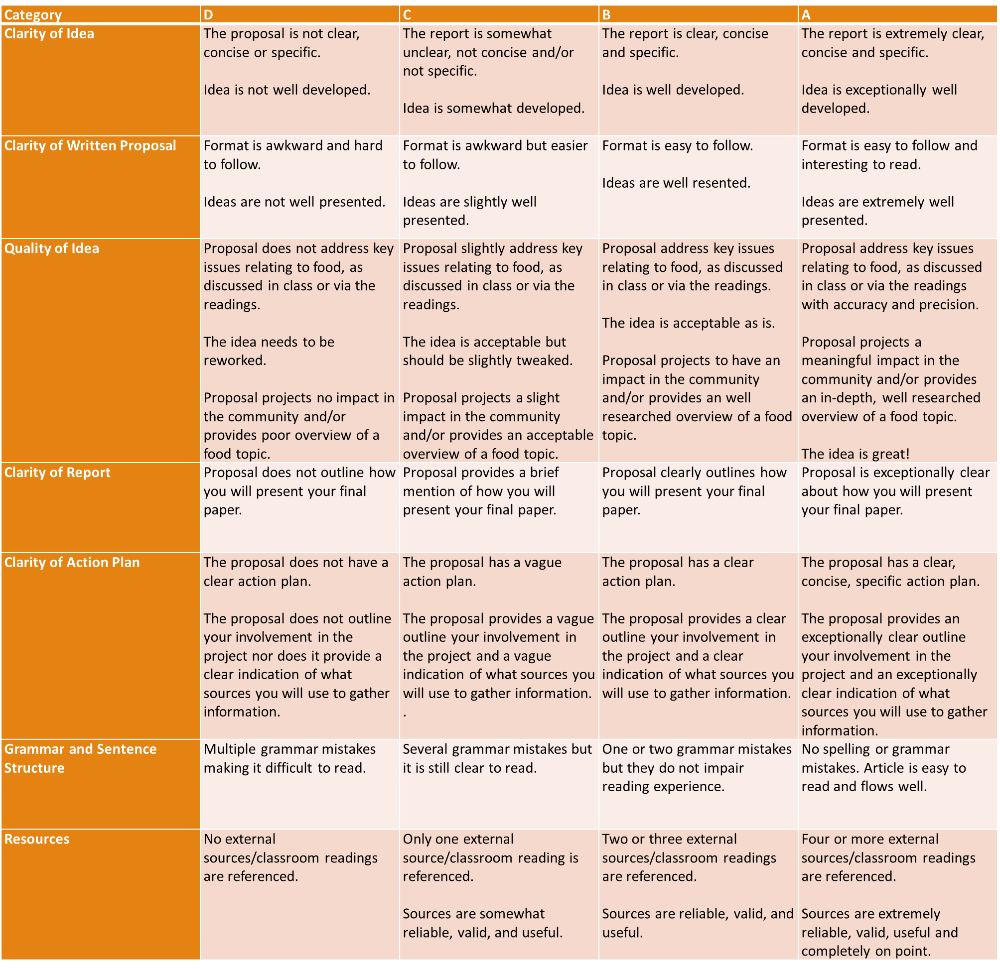 Category
D
C
B
A
Clarity of Idea
The proposal is not clear,
concise or specific.
Idea is not well developed.
The report is somewhat
unclear, not concise and/or
not specific.
Idea is somewhat developed.
The report is clear, concise
and specific.
Idea is well developed.
The report is extremely clear,
concise and specific.
Idea is exceptionally well
developed.
Clarity of Written Proposal
Format is awkward and hard
to follow.
Ideas are not well presented.
Format is awkward but easier
to follow.
Ideas are slightly well
presented.
Format is easy to follow.
Ideas are well resented.
Format is easy to follow and
interesting to read.
Ideas are extremely well
presented.
Quality of Idea
Proposal does not address key
issues relating to food, as
discussed in class or via the
readings.
The idea needs to be
reworked.
Proposal projects no impact in
the community and/or
provides poor overview of a
food topic.
Proposal slightly address key
issues relating to food, as
discussed in class or via the
readings.
The idea is acceptable but
should be slightly tweaked.
Proposal projects a slight
impact in the community
and/or provides an acceptable
overview of a food topic.
Proposal address key issues
relating to food, as discussed
in class or via the readings.
The idea is acceptable as is.
Proposal projects to have an
impact in the community
and/or provides an well
researched overview of a food
topic.
Proposal address key issues
relating to food, as discussed
in class or via the readings
with accuracy and precision.
Proposal projects a
meaningful impact in the
community and/or provides
an in-depth, well researched
overview of a food topic.
The idea is great!
Clarity of Report
Proposal does not outline how
you will present your final
paper.
Proposal provides a brief
mention of how you will
present your final paper.
Proposal clearly outlines how
you will present your final
paper.
Proposal is exceptionally clear
about how you will present
your final paper.
Clarity of Action Plan
The proposal does not have a
clear action plan.
The proposal does not outline
your involvement in the
project nor does it provide a
clear indication of what
sources you will use to gather
information.
The proposal has a vague
action plan.
The proposal provides a vague
outline your involvement in
the project and a vague
indication of what sources you
will use to gather information.
.
The proposal has a clear
action plan.
The proposal provides a clear
outline your involvement in
the project and a clear
indication of what sources you
will use to gather information.
The proposal has a clear,
concise, specific action plan.
The proposal provides an
exceptionally clear outline
your involvement in the
project and an exceptionally
clear indication of what
sources you will use to gather
information.
Grammar and Sentence
Structure
Multiple grammar mistakes
making it difficult to read.
Several grammar mistakes but
it is still clear to read.
One or two grammar mistakes
but they do not impair
reading experience.
No spelling or grammar
mistakes. Article is easy to
read and flows well.
Resources
No external
sources/classroom readings
are referenced.
Only one external
source/classroom reading is
referenced.
Sources are somewhat
reliable, valid, and useful.
Two or three external
sources/classroom readings
are referenced.
Sources are reliable, valid, and
useful.
Four or more external
sources/classroom readings
are referenced.
Sources are extremely
reliable, valid, useful and
completely on point.